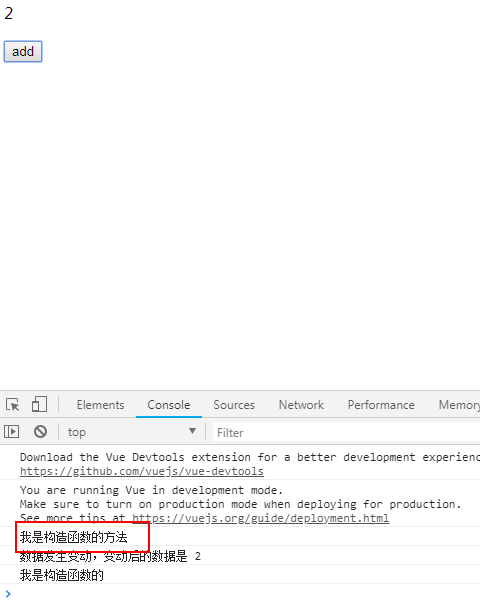 2
add
Elements Console Sources Network Performance Memory
top Filter
Download the Vue Devtools extension for a better development experienc
https://github.com/vuejs/vue-devtools
You are running Vue in development mode.
Make sure to turn on production mode when deploying for production.
See more tips at https://vuejs.org/guide/deployment.html
我是构造函数的方法
数据发生变动，变动后的数据是 2
我是构造函数的